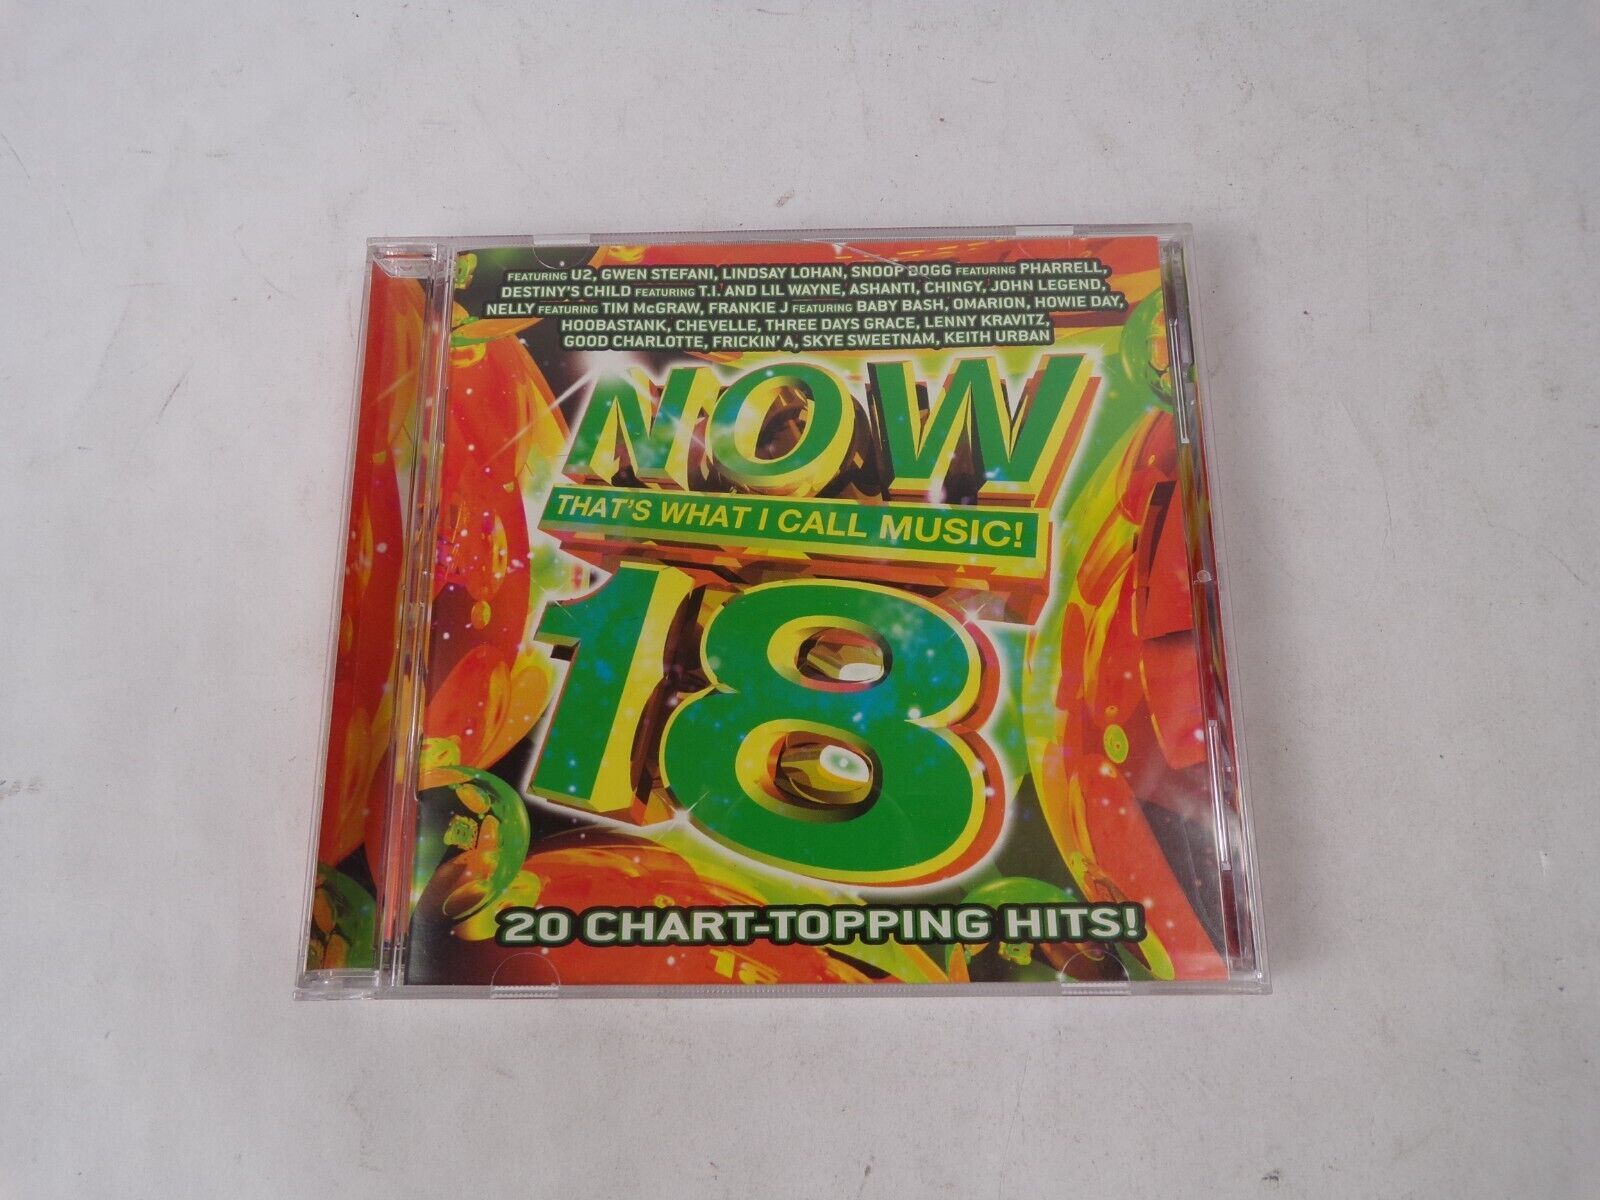 FEATURING U2, GWEN STEFANI, LINDSAY LOHAN, SNOOP DOGG FEATURING PHARRELL,
DESTINY'S CHILD FEATURING T.I. AND LIL WAYNE, ASHANTI, CHINGY, JOHN LEGEND,
NELLY FEATURING TIM McGRAW, FRANKIE J FEATURING BABY BASH, OMARION, HOWIE DAY,
HOOBASTANK, CHEVELLE, THREE DAYS GRACE, LENNY KRAVITZ,
GOOD CHARLOTTE, FRICKIN' A, SKYE SWEETNAM, KEITH URBAN
NOW
THAT'S WHAT I CALL MUSIC!
18
20 CHART-TOPPING HITS!